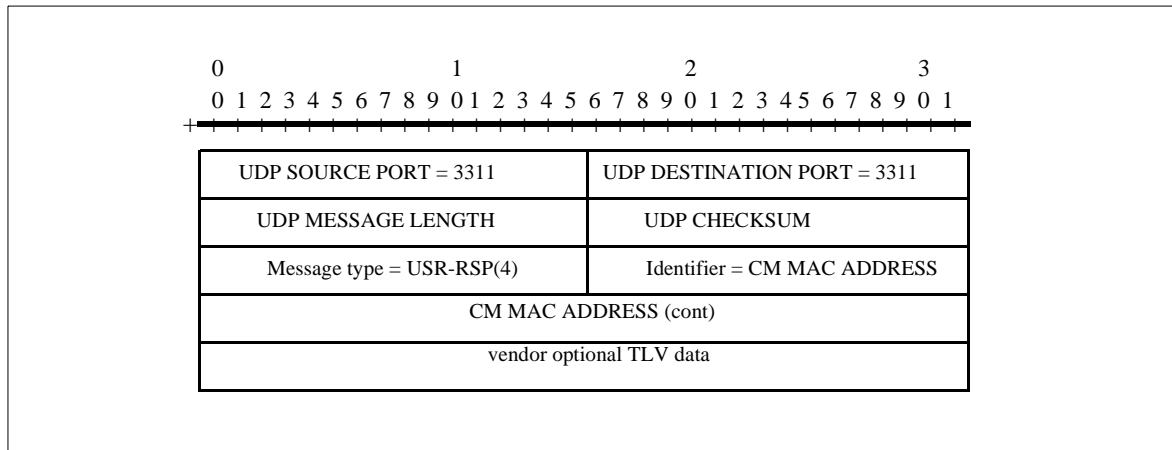 0 1 2 3
0 1 2 3 4 5 6 7 8 9 0 1 2 3 4 5 6 7 8 9 0 1 2 3 4 5 6 7 8 9 0 1
UDP SOURCE PORT = 3311 UDP DESTINATION PORT = 3311
UDP MESSAGE LENGTH UDP CHECKSUM
Message type = USR-RSP(4) Identifier = CM MAC ADDRESS
CM MAC ADDRESS (cont)
vendor optional TLV data